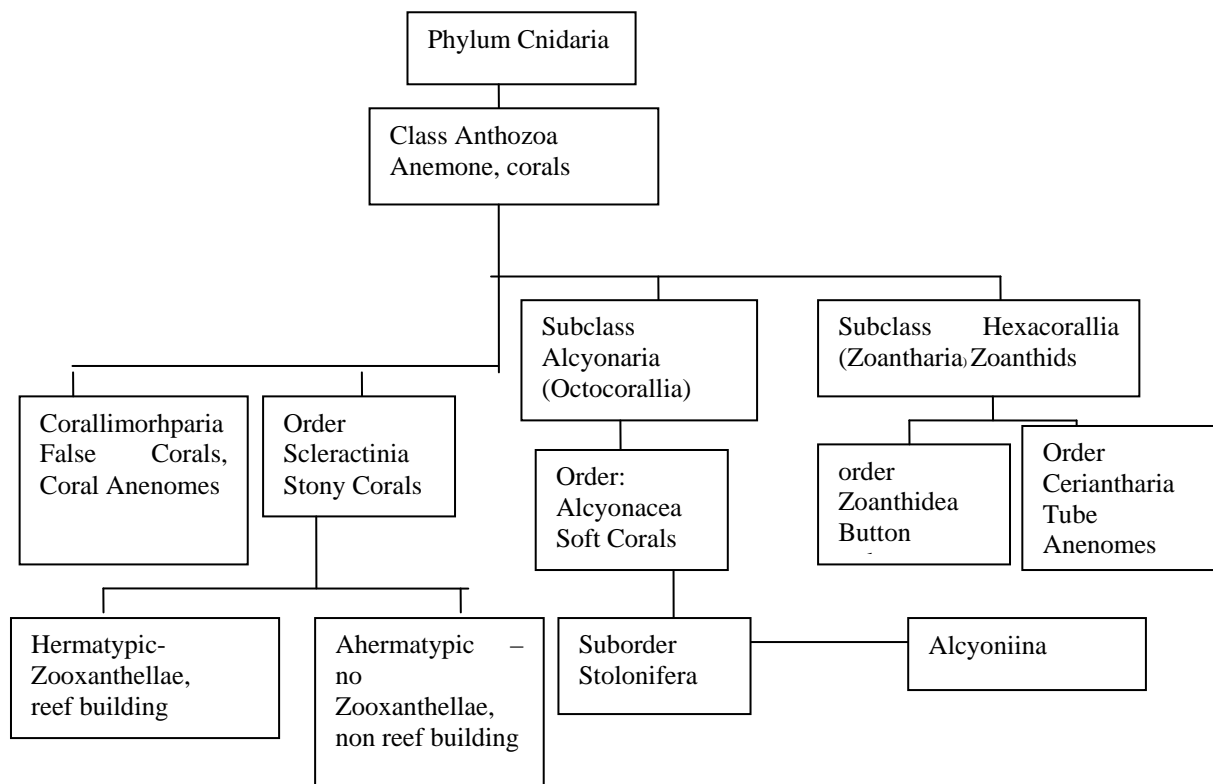 Phylum Cnidaria
Class Anthozoa
Anemone, corals
Subclass
Alcyonaria
(Octocorallia)
Subclass Hexacorallia
(Zoantharia) Zoanthids
Corallimorhparia
False Corals,
Coral Anenomes
Order
Scleractinia
Stony Corals
Order:
Alcyonacea
Soft Corals
order
Zoanthidea
Button
Order
Ceriantharia
Tube
Anenomes
Hermatypic-
Zooxanthellae,
reef building
Ahermatypic –
no
Zooxanthellae,
non reef building
Suborder
Stolonifera
Alcyoniina